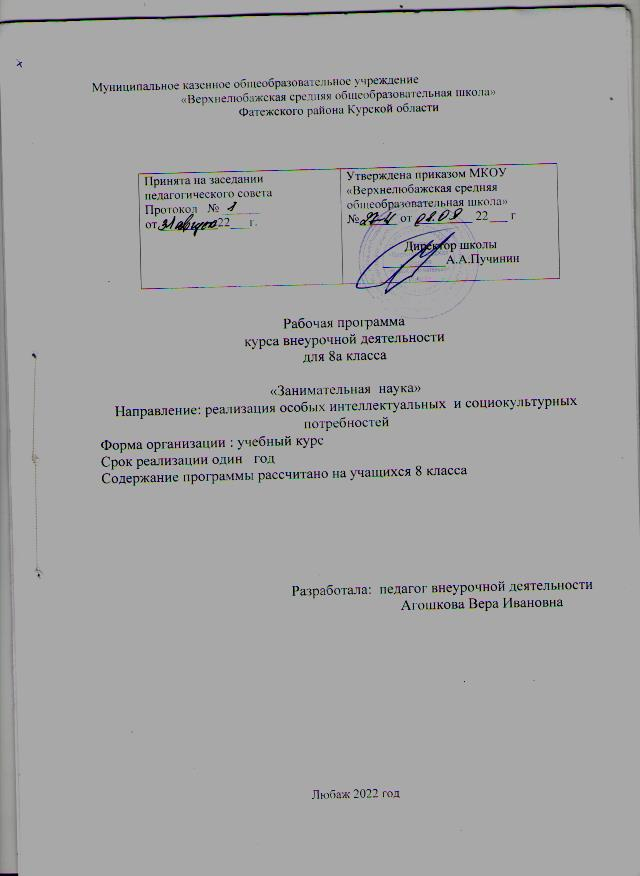 Муниципальное казенное общеобразовательное учреждение
«Верхнелюбажская средняя общеобразовательная школа»
Фатежского района Курской области
Принята на заседании
педагогического совета
Протокол № 1
от 31 августа 22 г.
Утверждена приказом МКОУ
«Верхнелюбажская средняя
общеобразовательная школа»
№ от 22 г
Директор школы
А.А.Пучинин
Рабочая программа
курса внеурочной деятельности
для 8а класса
«Занимательная наука»
Направление: реализация особых интеллектуальных и социокультурных
потребностей
Форма организации : учебный курс
Срок реализации один год
Содержание программы рассчитано на учащихся 8 класса
Разработала: педагог внеурочной деятельности
Агошкова Вера Ивановна
Любаж 2022 год